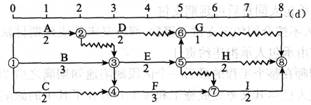 0 1 2 3 4 5 6 7 8 (d)
A D G
① 2 ② 2 ⑥ 1
B E H
3 ③ 2 ⑤ 2 ⑧
C F I
2 ④ 3 ⑦ 2